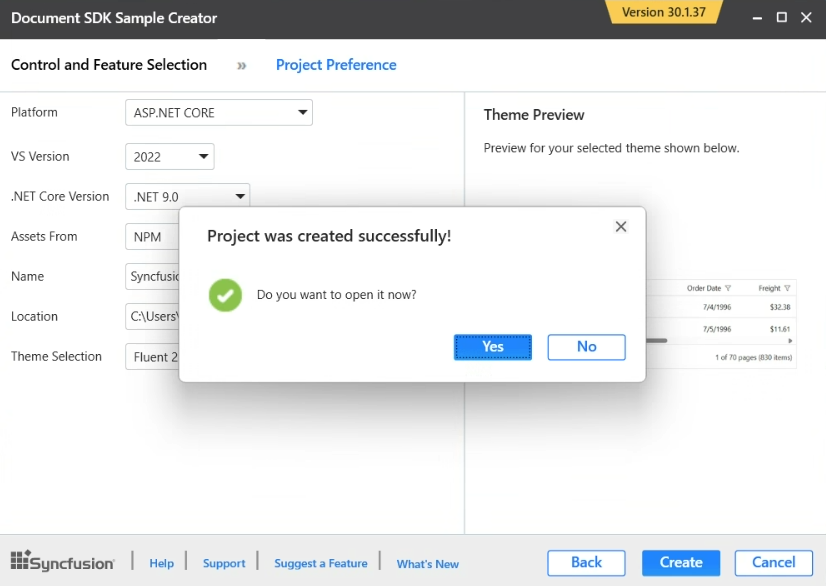 Document SDK Sample Creator
Version 30.1.37
Control and Feature Selection » Project Preference
Platform ASP.NET CORE
VS Version 2022
.NET Core Version .NET 9.0
Assets From NPM
Name
Location C:\Users\
Theme Selection Fluent 2
Theme Preview
Preview for your selected theme shown below.
Order Date Freight
7/4/1996 $32.38
7/5/1996 $11.61
1 of 70 pages (830 items)
Project was created successfully!
Do you want to open it now?
Yes No
Syncfusion Help Support Suggest a Feature What's New
Back Create Cancel